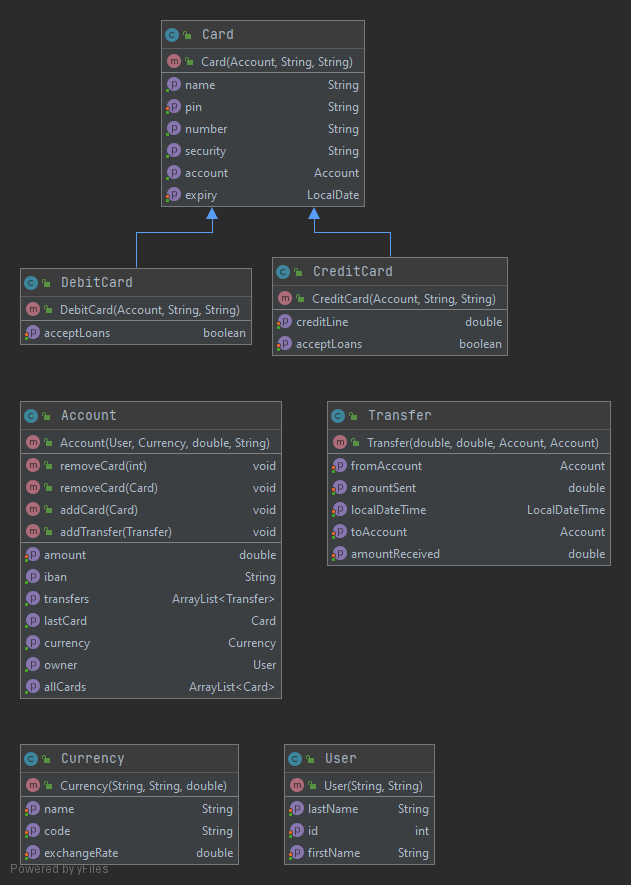 Card
Card(Account, String, String)
name String
pin String
number String
security String
account Account
expiry LocalDate
DebitCard
DebitCard(Account, String, String)
acceptLoans boolean
CreditCard
CreditCard(Account, String, String)
creditLine double
acceptLoans boolean
Account
Account(User, Currency, double, String)
removeCard(int) void
removeCard(Card) void
addCard(Card) void
addTransfer(Transfer) void
amount double
iban String
transfers ArrayList<Transfer>
lastCard Card
currency Currency
owner User
allCards ArrayList<Card>
Transfer
Transfer(double, double, Account, Account)
fromAccount Account
amountSent double
localDateTime LocalDateTime
toAccount Account
amountReceived double
Currency
Currency(String, String, double)
name String
code String
exchangeRate double
User
User(String, String)
lastName String
id int
firstName String
Powered by yFiles